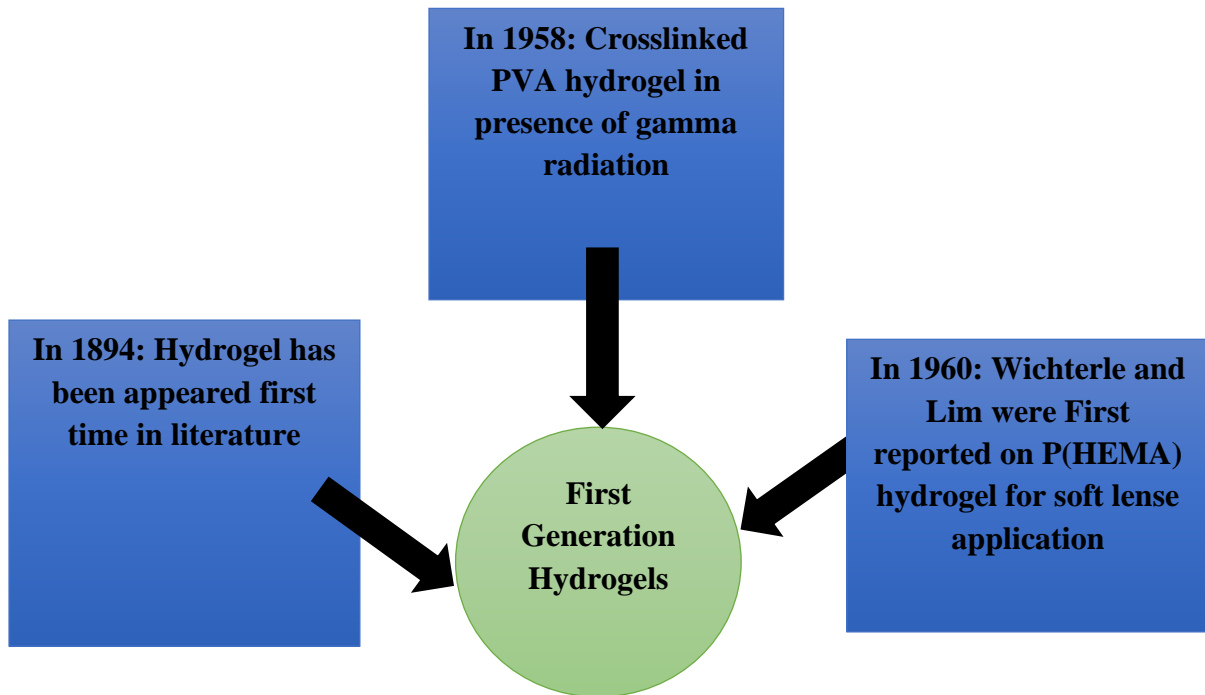 In 1958: Crosslinked
PVA hydrogel in
presence of gamma
radiation
In 1894: Hydrogel has
been appeared first
time in literature
In 1960: Wichterle and
Lim were First
reported on P(HEMA)
hydrogel for soft lense
application
First
Generation
Hydrogels